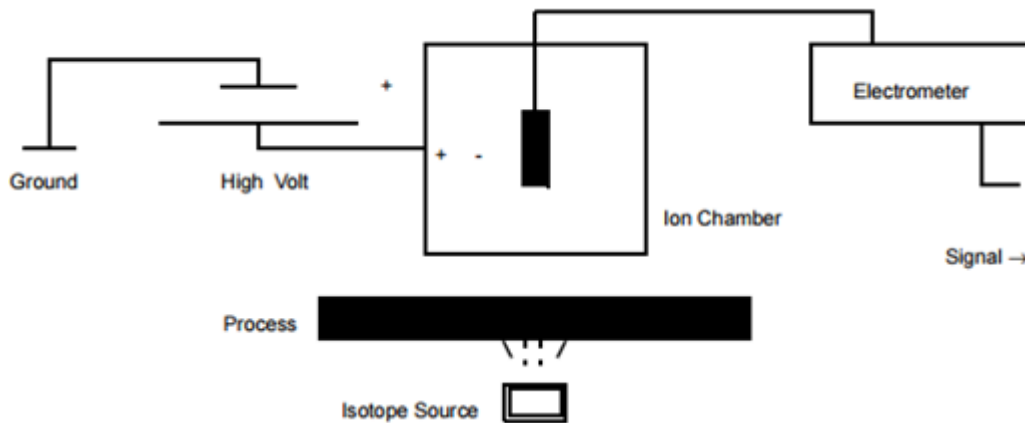 +
Electrometer
+ -
Ground
High Volt
Ion Chamber
Signal →
Process
Isotope Source